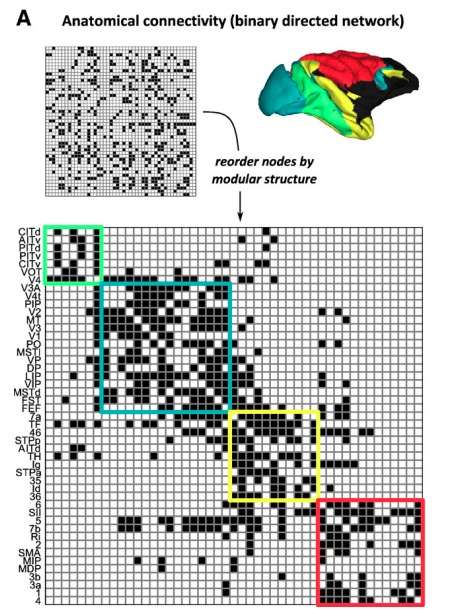 A
Anatomical connectivity (binary directed network)
reorder nodes by
modular structure
CITd
AITv
PITd
PITv
CITv
VOT
V4
V3A
V4t
PIP
V2
MT
V3
V1
PO
MSTl
VP
DP
LIP
VIP
MSTd
FST
FEF
7a
TF
46
STPp
AITd
TH
Ig
STPa
35
Id
36
6
SII
5
7b
Ri
2
SMA
MIP
MDP
3b
3a
1
4